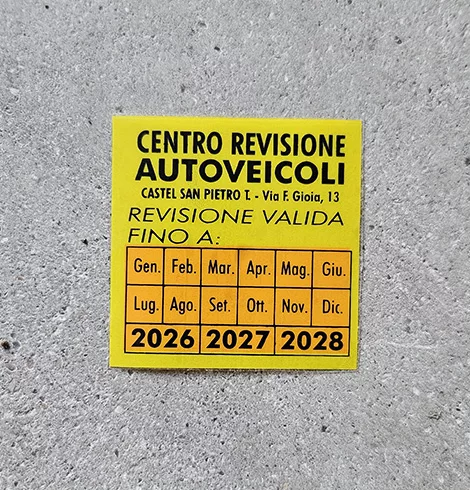 CENTRO REVISIONE
AUTOVEICOLI
CASTEL SAN PIETRO T. - Via F. Gioia, 13
REVISIONE VALIDA
FINO A:
Gen. Feb. Mar. Apr. Mag. Giu.
Lug. Ago. Set. Ott. Nov. Dic.
2026 2027 2028